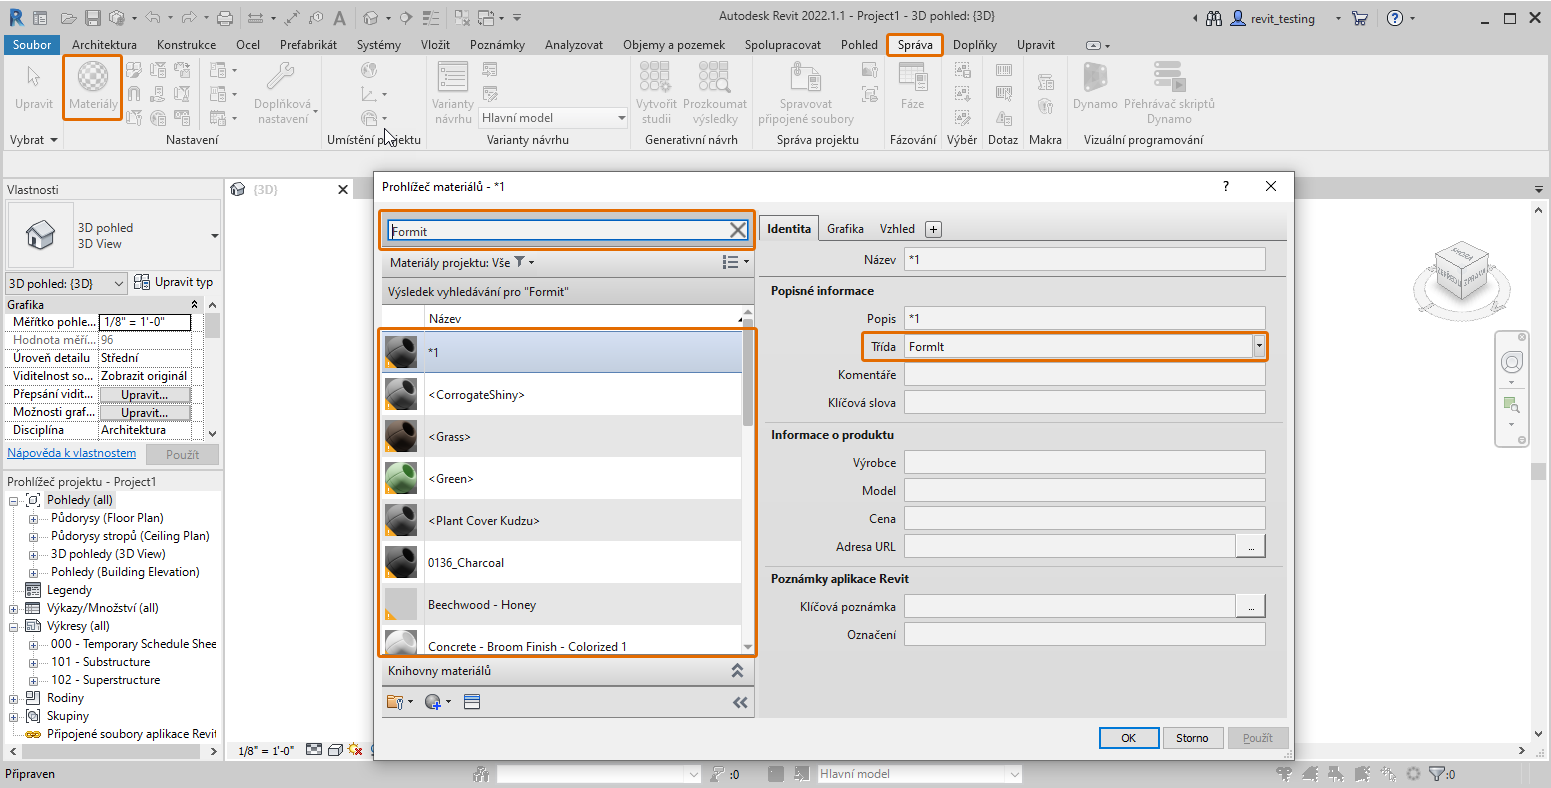 Autodesk Revit 2022.1.1 - Project1 - 3D pohled: {3D}
revit_testing
Soubor Architektura Konstrukce Ocel Prefabrikát Systémy Vložit Poznámky Analyzovat Objemy a pozemek Spolupracovat Pohled Správa Doplňky Upravit
Upravit
Materiály
Doplňková
nastavení
Varianty
návrhu
Hlavní model
Vytvořit
studii
Prozkoumat
výsledky
Spravovat
připojené soubory
Fáze
Dynamo
Přehrávač skriptů
Dynamo
Vybrat
Nastavení
Umístění projektu
Varianty návrhu
Generativní návrh
Správa projektu
Fázování
Výběr
Dotaz
Makra
Vizuální programování
Vlastnosti
3D pohled
3D View
3D pohled: {3D}
Upravit typ
Grafika
Měřítko pohle... 1/8" = 1'-0"
Hodnota měří... 96
Úroveň detailu Střední
Viditelnost so... Zobrazit originál
Přepsání vidit... Upravit...
Možnosti graf... Upravit...
Disciplína Architektura
Nápověda k vlastnostem
Použít
Prohlížeč projektu - Project1
Pohledy (all)
Půdorysy (Floor Plan)
Půdorysy stropů (Ceiling Plan)
3D pohledy (3D View)
Pohledy (Building Elevation)
Legendy
Výkazy/Množství (all)
Výkresy (all)
000 - Temporary Schedule Shee
101 - Substructure
102 - Superstructure
Rodiny
Skupiny
Připojené soubory aplikace Revit
{3D}
1/8" = 1'-0"
Prohlížeč materiálů - *1
?
Formit
Materiály projektu: Vše
Výsledek vyhledávání pro "Formit"
Název
*1
<CorrogateShiny>
<Grass>
<Green>
<Plant Cover Kudzu>
0136_Charcoal
Beechwood - Honey
Concrete - Broom Finish - Colorized 1
Knihovny materiálů
Identita Grafika Vzhled +
Název *1
Popisné informace
Popis *1
Třída FormIt
Komentáře
Klíčová slova
Informace o produktu
Výrobce
Model
Cena
Adresa URL ...
Poznámky aplikace Revit
Klíčová poznámka ...
Označení
OK Storno Použít
Připraven
:0
Hlavní model
:0